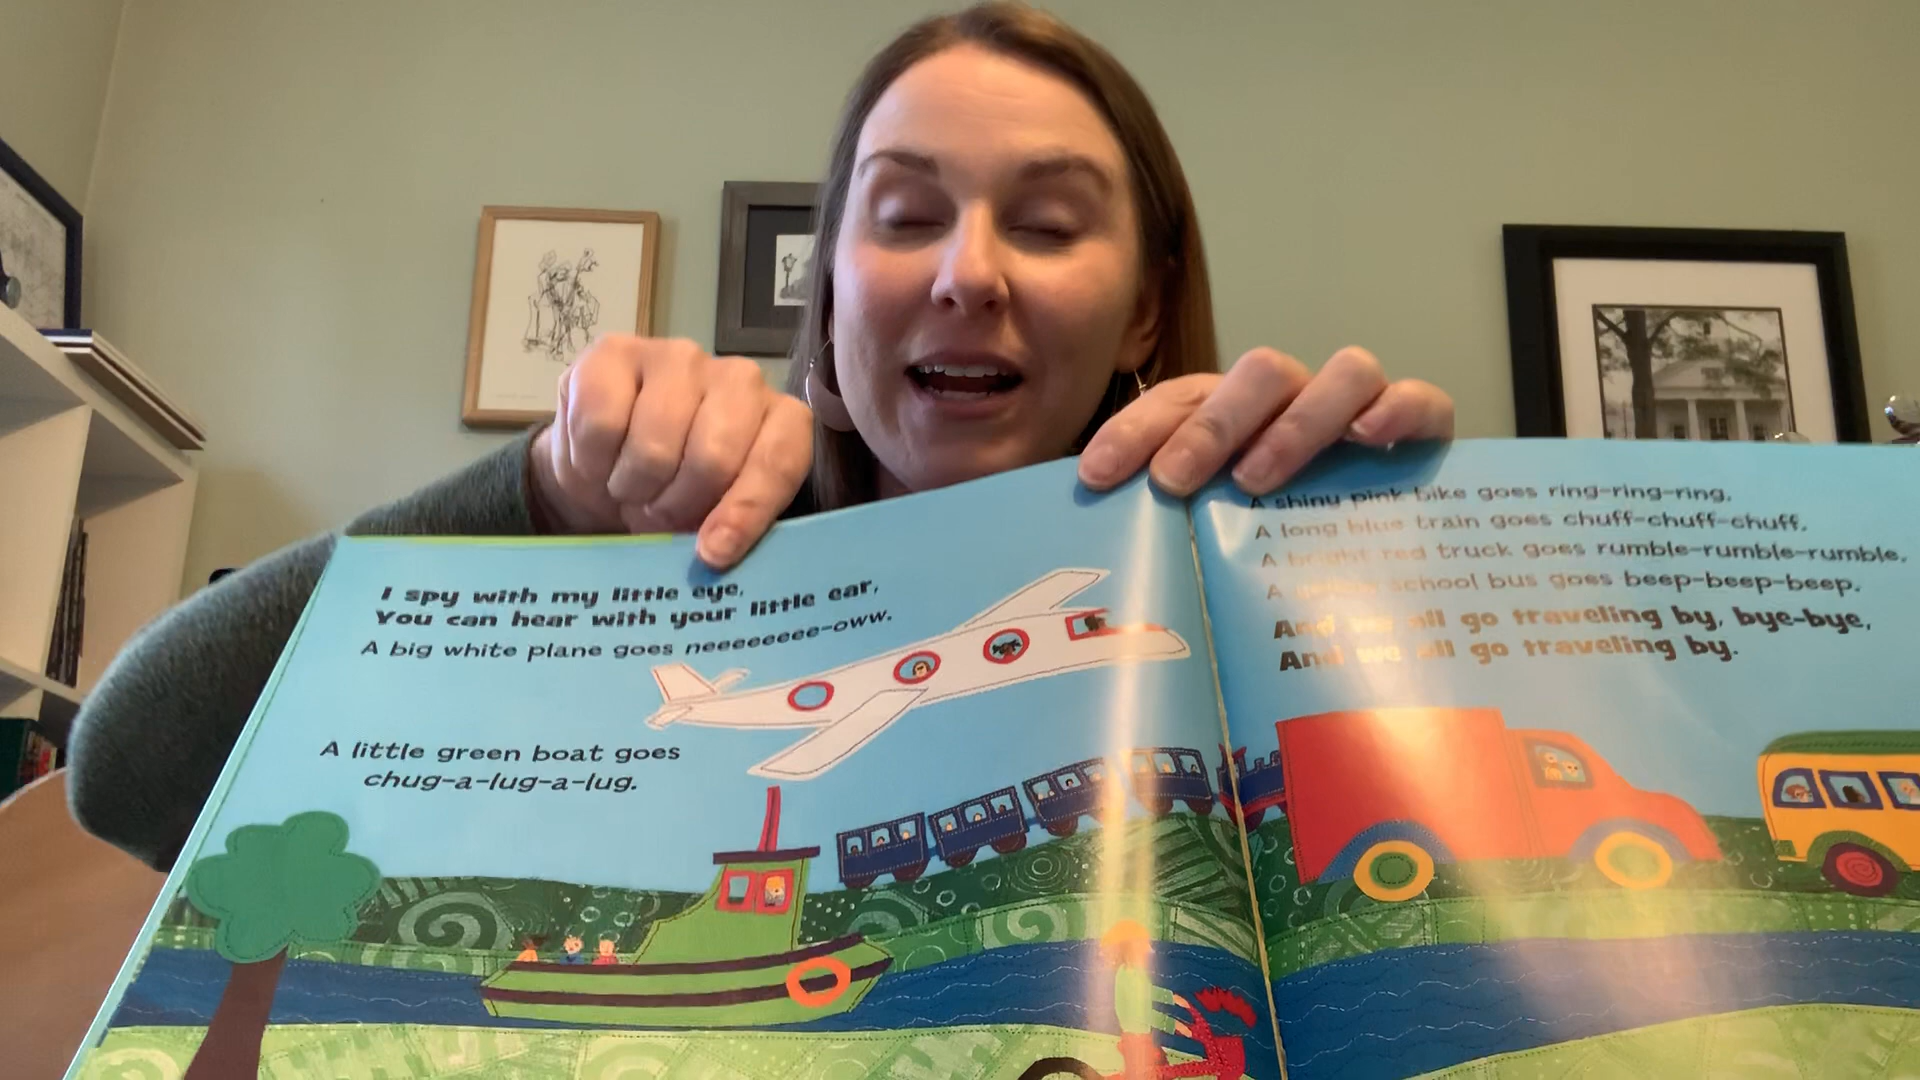 I spy with my little eye,
You can hear with your little ear,
A big white plane goes neeeeeeee-oww.
A little green boat goes
chug-a-lug-a-lug.
A shiny pink bike goes ring-ring-ring,
A long blue train goes chuff-chuff-chuff,
A bright red truck goes rumble-rumble-rumble,
A yellow school bus goes beep-beep-beep.
And we all go traveling by, bye-bye,
And we all go traveling by.